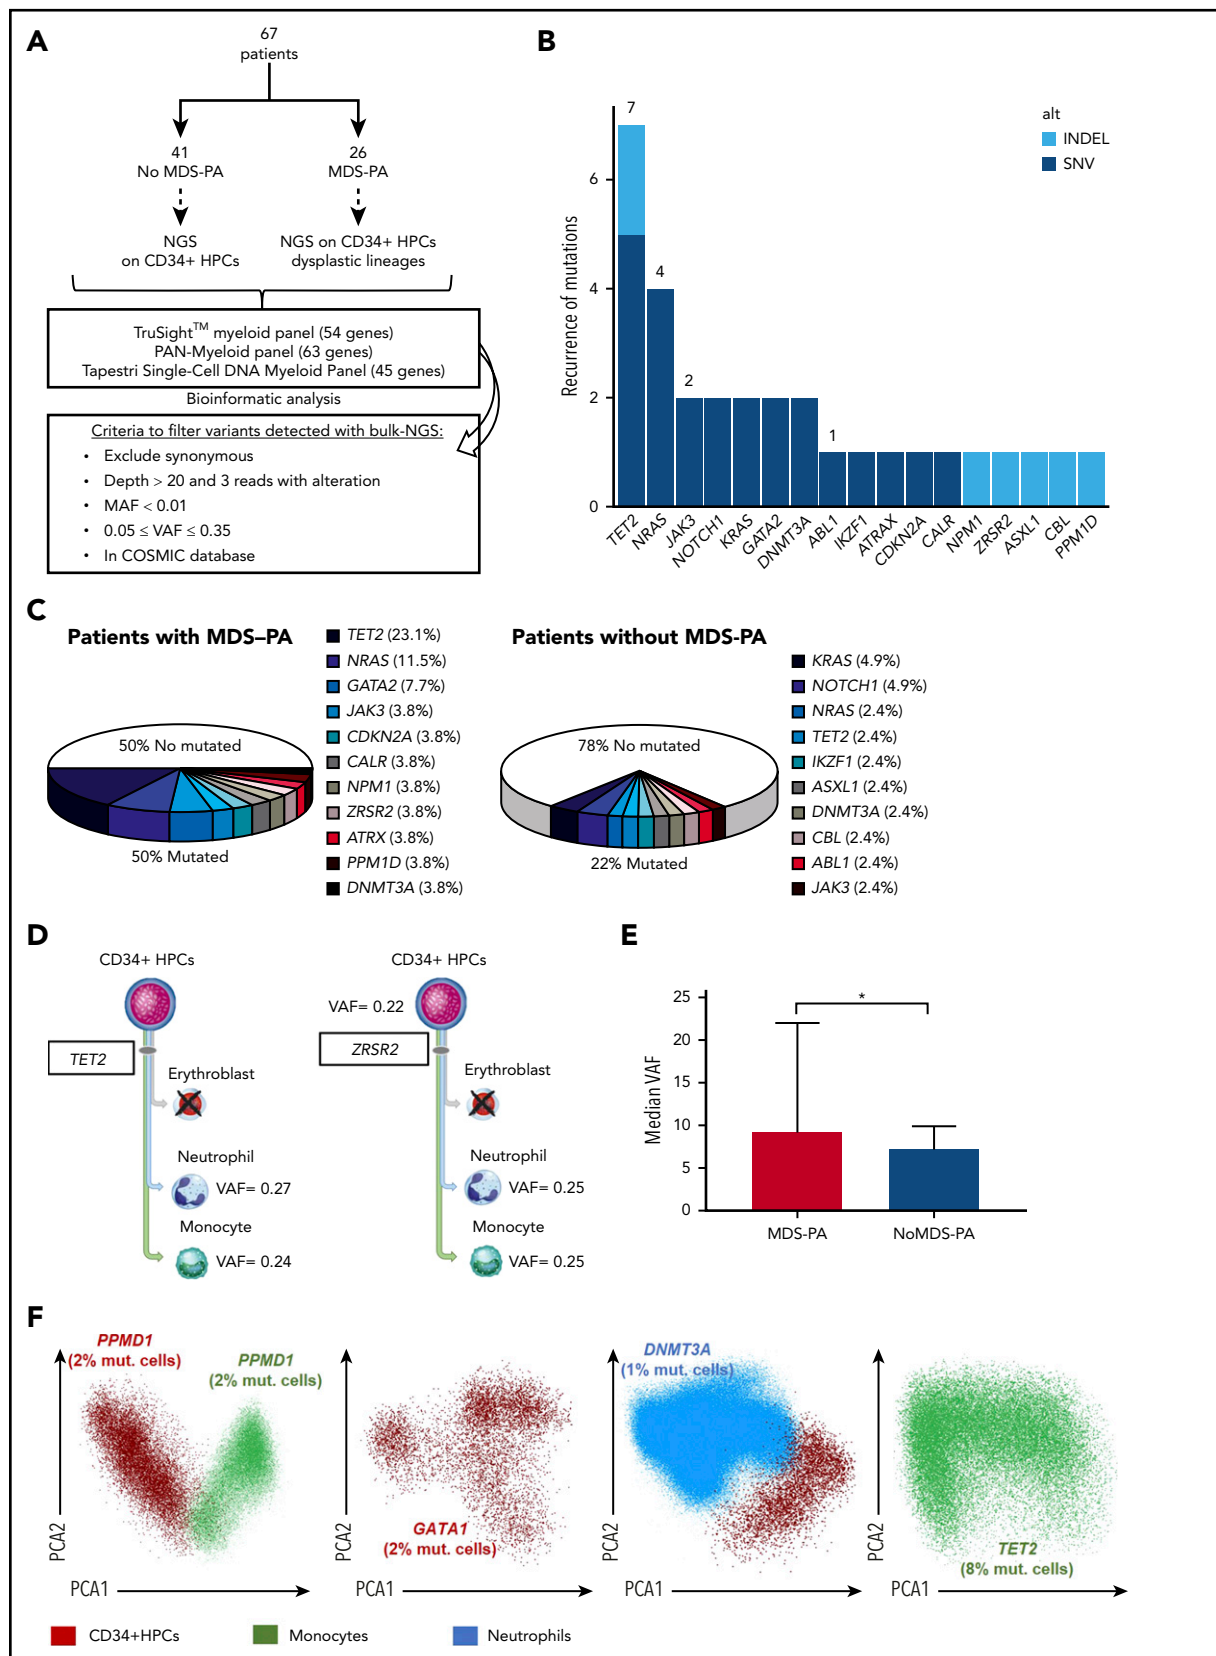 A
67
patients
41
No MDS-PA
26
MDS-PA
NGS
on CD34+ HPCs
NGS on CD34+ HPCs
dysplastic lineages
TruSight™ myeloid panel (54 genes)
PAN-Myeloid panel (63 genes)
Tapestri Single-Cell DNA Myeloid Panel (45 genes)
Bioinformatic analysis
Criteria to filter variants detected with bulk-NGS:
• Exclude synonymous
• Depth > 20 and 3 reads with alteration
• MAF < 0.01
• 0.05 ≤ VAF ≤ 0.35
• In COSMIC database
B
Recurrence of mutations
6
4
2
0
7
4
2
1
alt
INDEL
SNV
TET2
NRAS
JAK3
NOTCH1
KRAS
GATA2
DNMT3A
ABL1
IKZF1
ATRAX
CDKN2A
CALR
NPM1
ZRSR2
ASXL1
CBL
PPM1D
C
Patients with MDS–PA
50% No mutated
50% Mutated
TET2 (23.1%)
NRAS (11.5%)
GATA2 (7.7%)
JAK3 (3.8%)
CDKN2A (3.8%)
CALR (3.8%)
NPM1 (3.8%)
ZRSR2 (3.8%)
ATRX (3.8%)
PPM1D (3.8%)
DNMT3A (3.8%)
Patients without MDS-PA
78% No mutated
22% Mutated
KRAS (4.9%)
NOTCH1 (4.9%)
NRAS (2.4%)
TET2 (2.4%)
IKZF1 (2.4%)
ASXL1 (2.4%)
DNMT3A (2.4%)
CBL (2.4%)
ABL1 (2.4%)
JAK3 (2.4%)
D
CD34+ HPCs
TET2
Erythroblast
Neutrophil
VAF= 0.27
Monocyte
VAF= 0.24
CD34+ HPCs
VAF= 0.22
ZRSR2
Erythroblast
Neutrophil
VAF= 0.25
Monocyte
VAF= 0.25
E
Median VAF
25
20
15
10
5
0
*
MDS-PA
NoMDS-PA
F
PPMD1
(2% mut. cells)
PPMD1
(2% mut. cells)
PCA2
PCA1
GATA1
(2% mut. cells)
PCA2
PCA1
DNMT3A
(1% mut. cells)
PCA2
PCA1
TET2
(8% mut. cells)
PCA2
PCA1
CD34+HPCs
Monocytes
Neutrophils